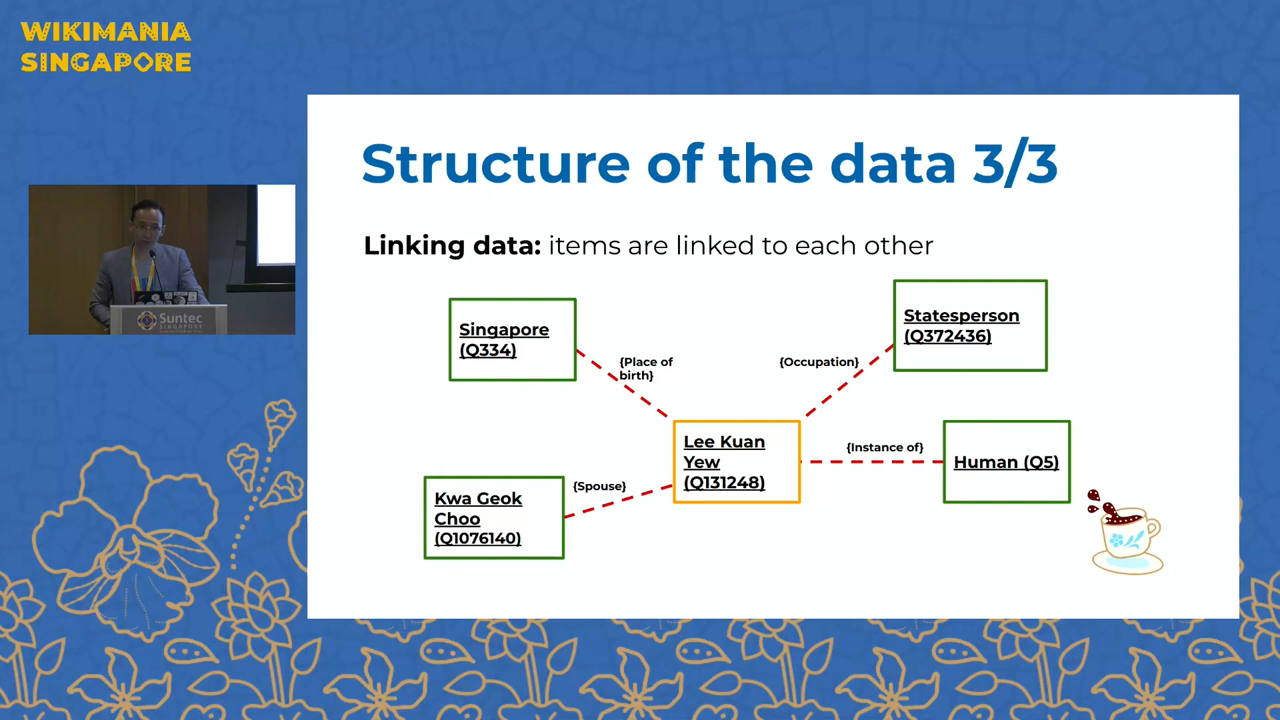 WIKIMANIA
SINGAPORE
Structure of the data 3/3
Linking data: items are linked to each other
Singapore
(Q334)
{Place of
birth}
{Occupation}
Statesperson
(Q372436)
Lee Kuan
Yew
(Q131248)
{Instance of}
Human (Q5)
{Spouse}
Kwa Geok
Choo
(Q1076140)
Suntec
SINGAPORE